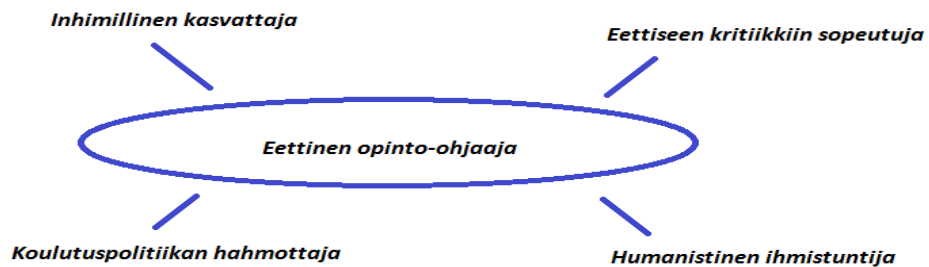 Inhimillinen kasvattaja
Eettiseen kritiikkiin sopeutuja
Eettinen opinto-ohjaaja
Koulutuspolitiikan hahmottaja
Humanistinen ihmistuntija